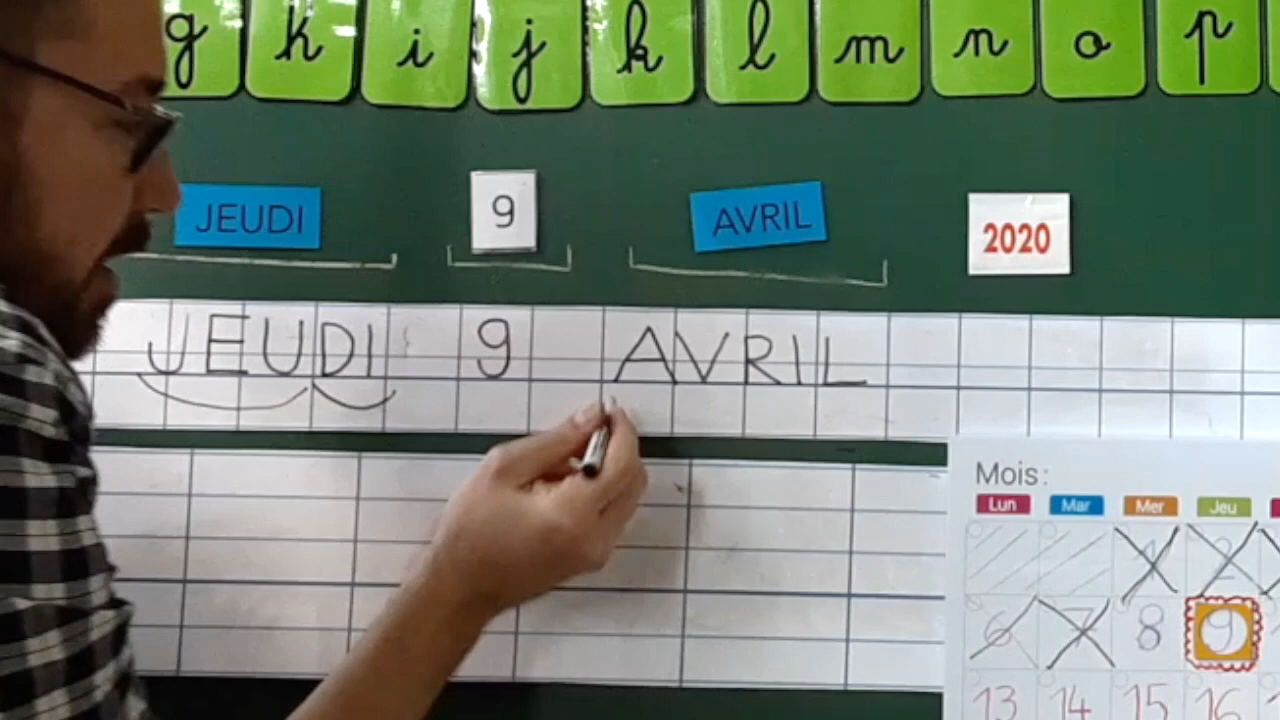 g h i j k l m n o p
JEUDI 9 AVRIL 2020
JEUDI 9 AVRIL
Mois:
Lun Mar Mer Jeu
1 2
6 7 8 9
13 14 15 16